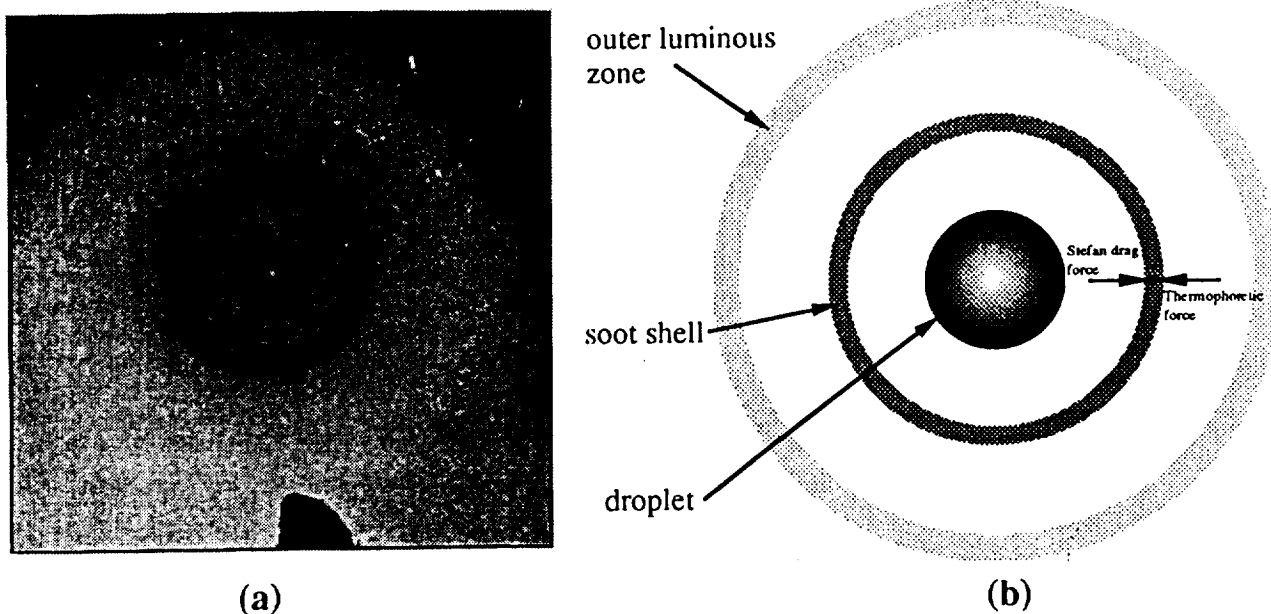 outer luminous
zone
Stefan drag
force
Thermophoretic
force
soot shell
droplet
(a)
(b)